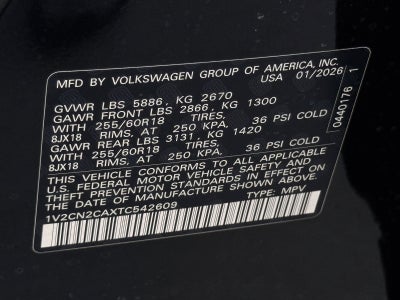 MFD BY VOLKSWAGEN GROUP OF AMERICA, INC.
USA 01/2026
GVWR LBS 5886, KG 2670
GAWR FRONT LBS 2866, KG 1300
WITH 255/60R18 36 PSI COLD
8JX18 RIMS, AT 250 KPA.
GAWR REAR LBS 3131, KG 1420
WITH 255/60R18 36 PSI COLD
8JX18 RIMS, AT 250 KPA.
THIS VEHICLE CONFORMS TO ALL APPLICABLE
U.S. FEDERAL MOTOR VEHICLE SAFETY AND
THEFT PREVENTION STANDARDS IN EFFECT ON
THE DATE OF MANUFACTURE SHOWN ABOVE.
1V2CN2CAXTC542609 TYPE: MPV
0440176 1